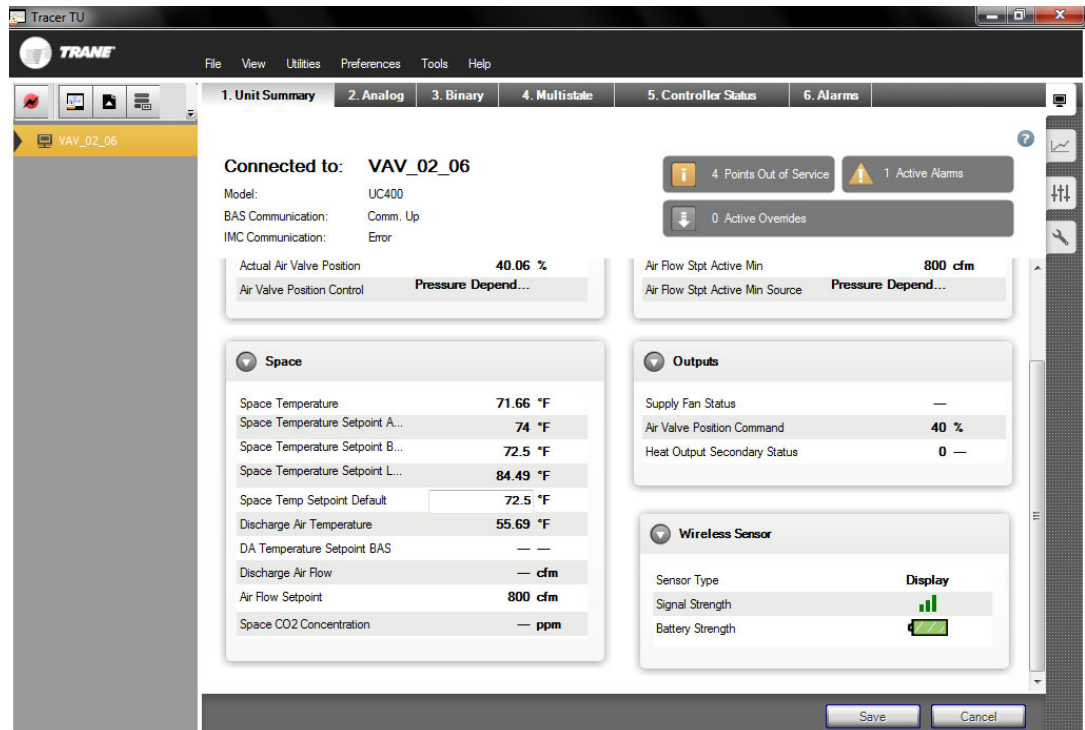 Tracer TU
TRANE
File View Utilities Preferences Tools Help
1. Unit Summary 2. Analog 3. Binary 4. Multistate 5. Controller Status 6. Alarms
VAV_02_06
Connected to: VAV_02_06
Model: UC400
BAS Communication: Comm. Up
IMC Communication: Error
4 Points Out of Service
1 Active Alarms
0 Active Overrides
Actual Air Valve Position 40.06 %
Air Valve Position Control Pressure Depend...
Air Flow Stpt Active Min 800 cfm
Air Flow Stpt Active Min Source Pressure Depend...
Space
Space Temperature 71.66 °F
Space Temperature Setpoint A... 74 °F
Space Temperature Setpoint B... 72.5 °F
Space Temperature Setpoint L... 84.49 °F
Space Temp Setpoint Default 72.5 °F
Discharge Air Temperature 55.69 °F
DA Temperature Setpoint BAS — —
Discharge Air Flow — cfm
Air Flow Setpoint 800 cfm
Space CO2 Concentration — ppm
Outputs
Supply Fan Status —
Air Valve Position Command 40 %
Heat Output Secondary Status 0 —
Wireless Sensor
Sensor Type Display
Signal Strength
Battery Strength
Save Cancel